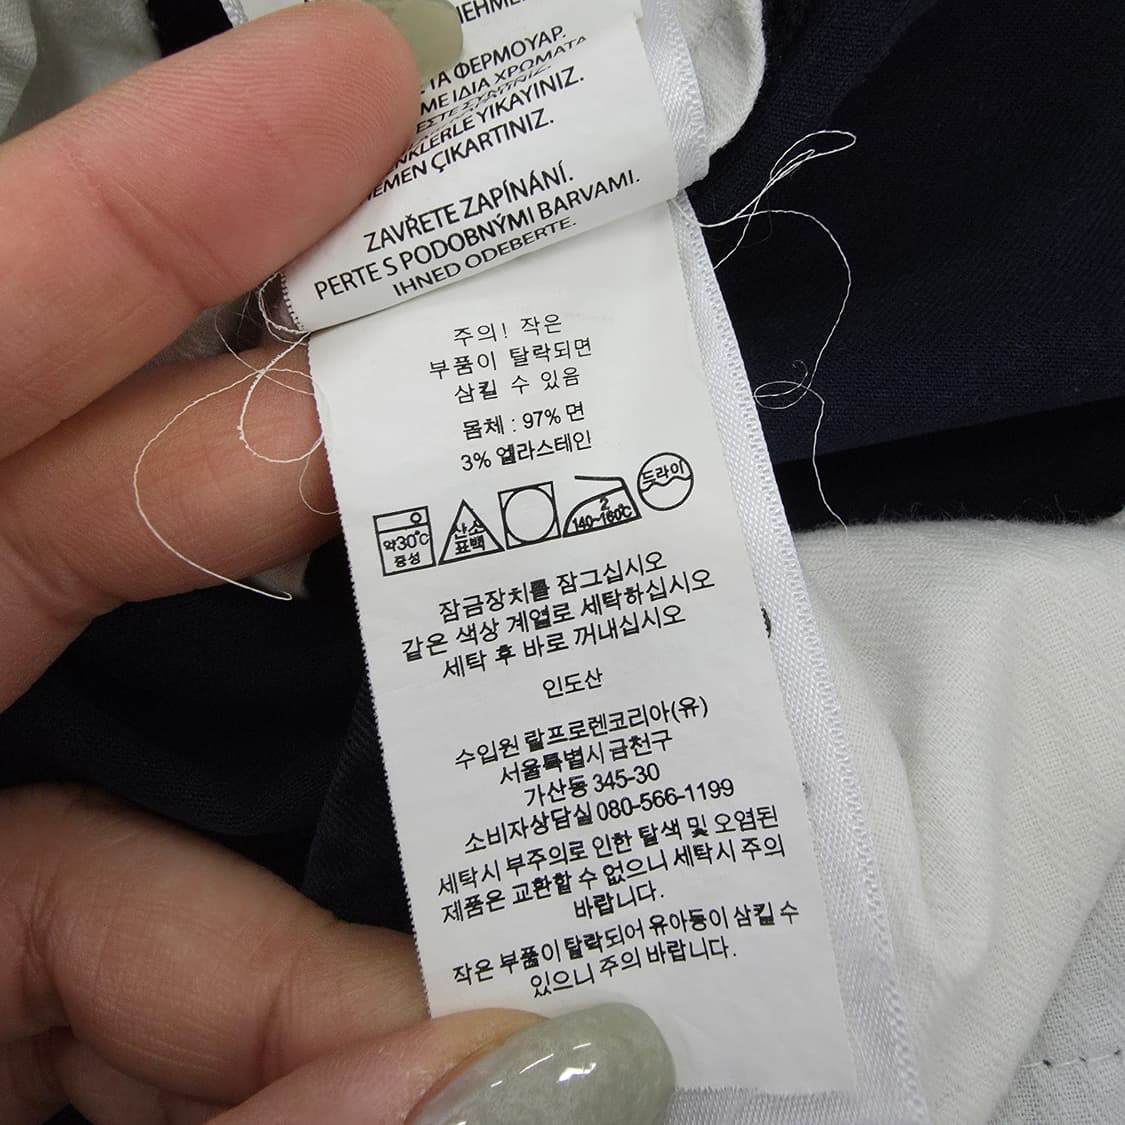 ΤΑ ΦΕΡΜΟΥΑΡ.
ΜΕ ΙΔΙΑ ΧΡΩΜΑΤΑ
YIKAYINIZ.
ÇIKARTINIZ.
ZAVŘETE ZAPÍNÁNÍ.
PERTE S PODOBNÝMI BARVAMI.
IHNED ODEBERTE.
주의! 작은
부품이 탈락되면
삼킬 수 있음
몸체 : 97% 면
3% 엘라스테인
약30℃
중성
산소
표백
2
140~160℃
드라이
잠금장치를 잠그십시오
같은 색상 계열로 세탁하십시오
세탁 후 바로 꺼내십시오
인도산
수입원 랄프로렌코리아(유)
서울특별시 금천구
가산동 345-30
소비자상담실 080-566-1199
세탁시 부주의로 인한 탈색 및 오염된
제품은 교환할 수 없으니 세탁시 주의
바랍니다.
작은 부품이 탈락되어 유아등이 삼킬 수
있으니 주의 바랍니다.